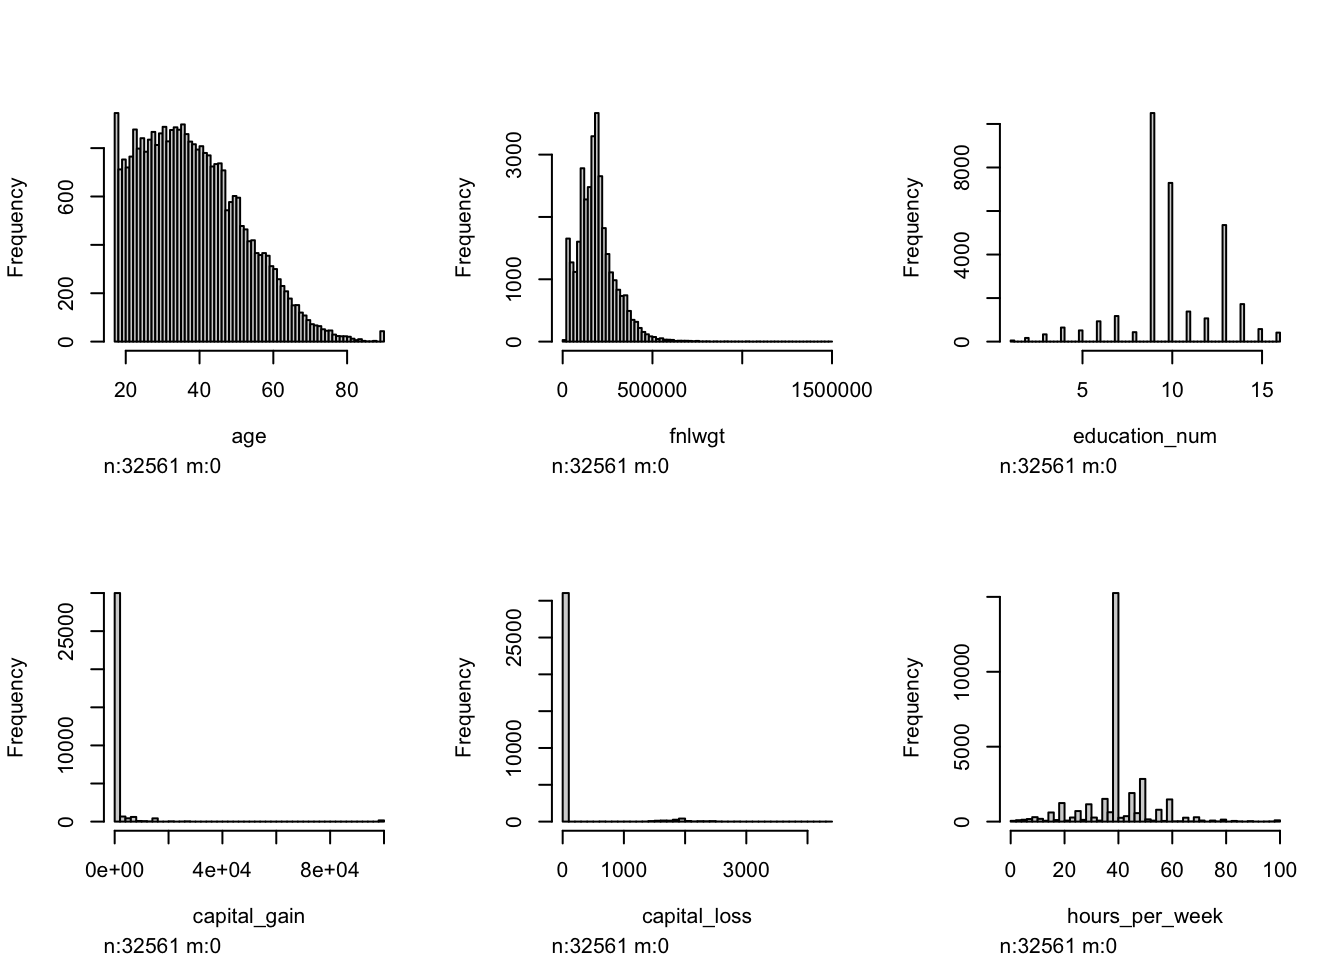 Frequency
0
200
600
20
40
60
80
age
n:32561 m:0
Frequency
0
1000
3000
0
500000
1500000
fnlwgt
n:32561 m:0
Frequency
0
4000
8000
5
10
15
education_num
n:32561 m:0
Frequency
0
10000
25000
0e+00
4e+04
8e+04
capital_gain
n:32561 m:0
Frequency
0
10000
25000
0
1000
3000
capital_loss
n:32561 m:0
Frequency
0
5000
10000
0
20
40
60
80
100
hours_per_week
n:32561 m:0